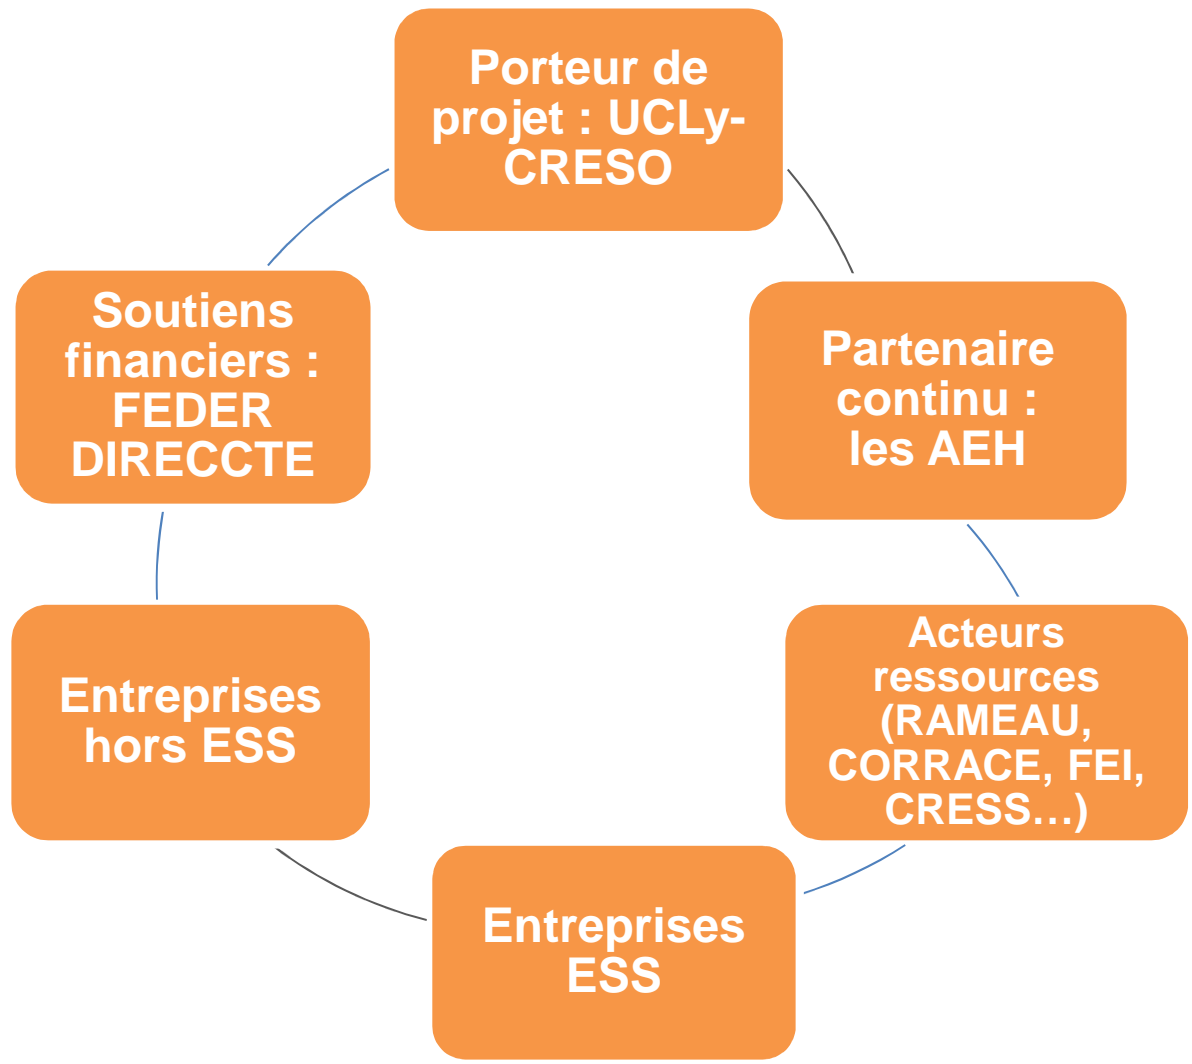 Porteur de
projet : UCLy-
CRESO
Partenaire
continu :
les AEH
Acteurs
ressources
(RAMEAU,
CORRACE, FEI,
CRESS…)
Entreprises
ESS
Entreprises
hors ESS
Soutiens
financiers :
FEDER
DIRECCTE